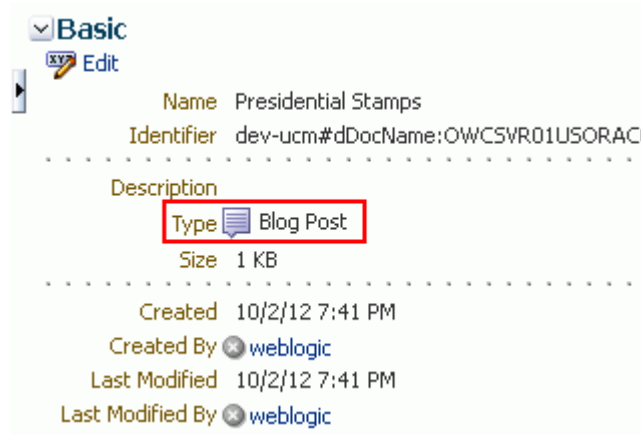 Basic
Edit
Name Presidential Stamps
Identifier dev-ucm#dDocName:OWCSVR01USORAC
Description
Type Blog Post
Size 1 KB
Created 10/2/12 7:41 PM
Created By weblogic
Last Modified 10/2/12 7:41 PM
Last Modified By weblogic